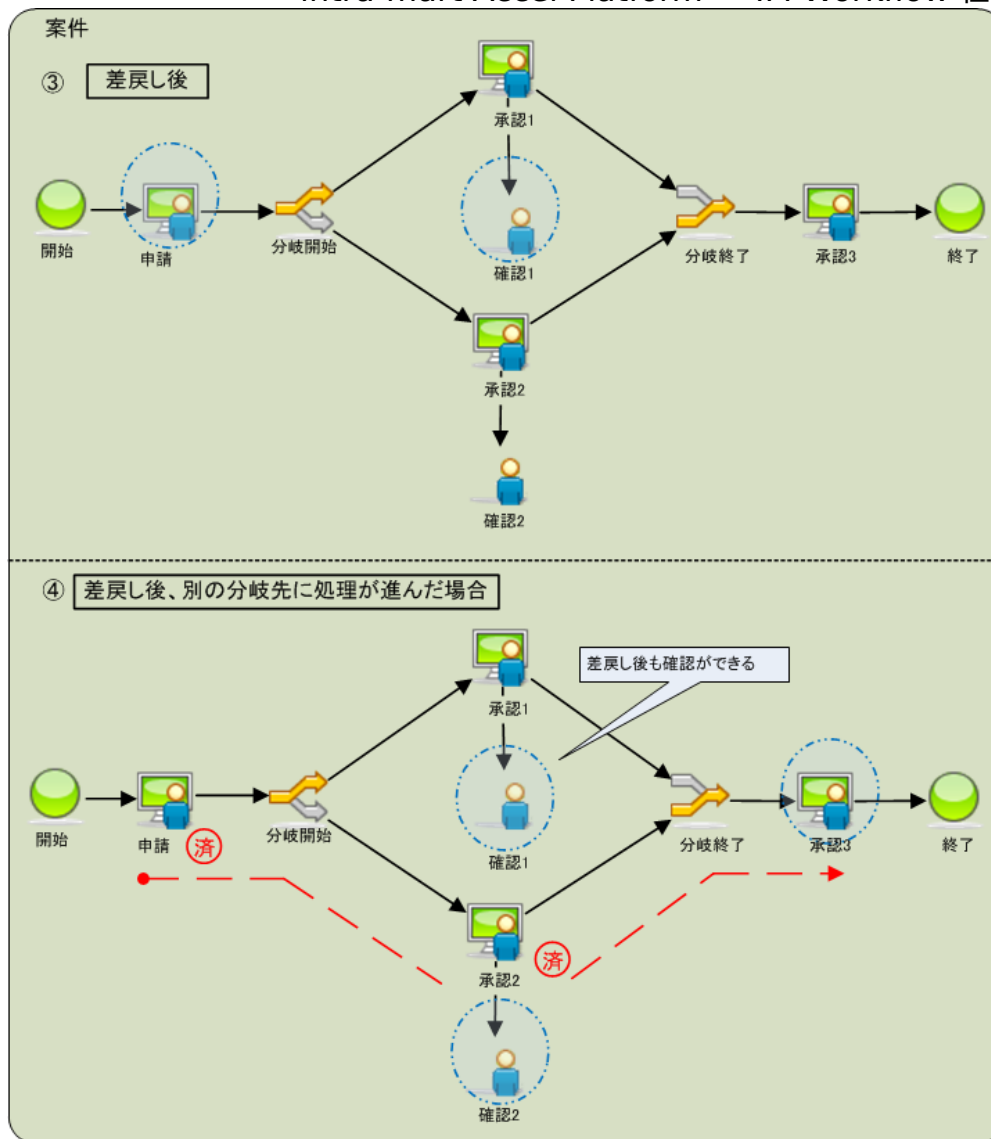 案件
③ 差戻し後
承認1
開始
申請
分岐開始
確認1
分岐終了
承認3
終了
承認2
確認2
④ 差戻し後、別の分岐先に処理が進んだ場合
差戻し後も確認ができる
承認1
開始
申請
済
分岐開始
確認1
分岐終了
承認3
終了
承認2
済
確認2